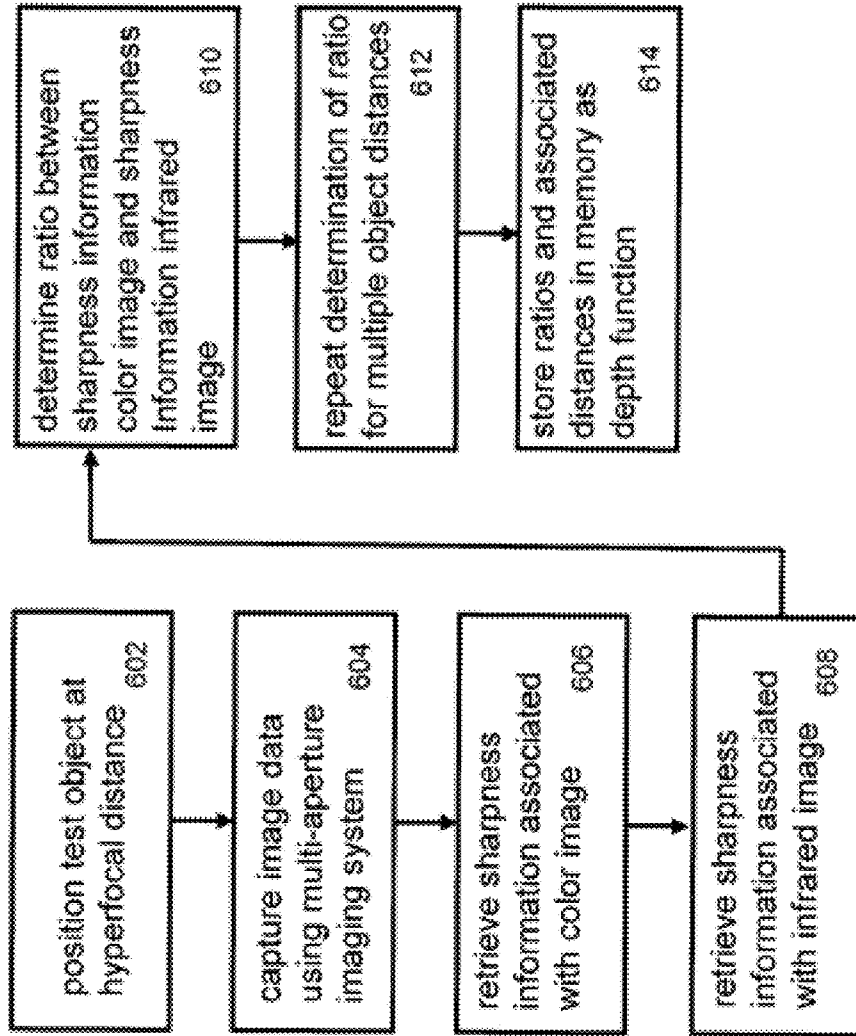 position test object at
hyperfocal distance
602
capture image data
using multi-aperture
imaging system
604
retrieve sharpness
information associated
with color image
606
retrieve sharpness
information associated
with infrared image
608
determine ratio between
sharpness information
color image and sharpness
Information infrared
image
610
repeat determination of ratio
for multiple object distances
612
store ratios and associated
distances in memory as
depth function
614